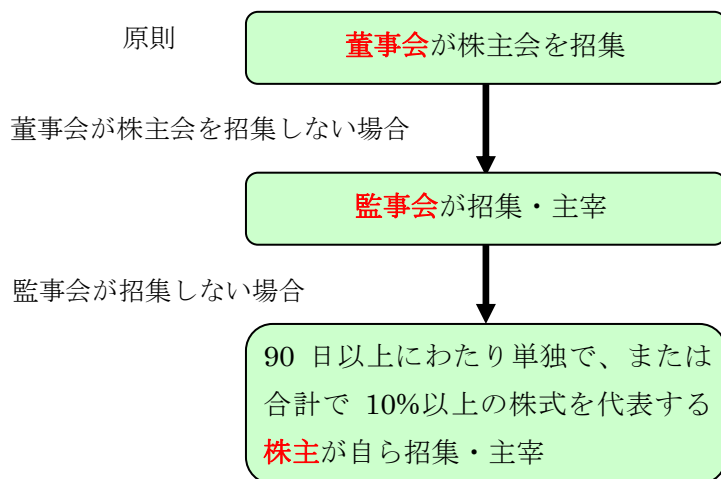 原則
董事会が株主会を招集
董事会が株主会を招集しない場合
監事会が招集・主宰
監事会が招集しない場合
90 日以上にわたり単独で、または
合計で 10%以上の株式を代表する
株主が自ら招集・主宰